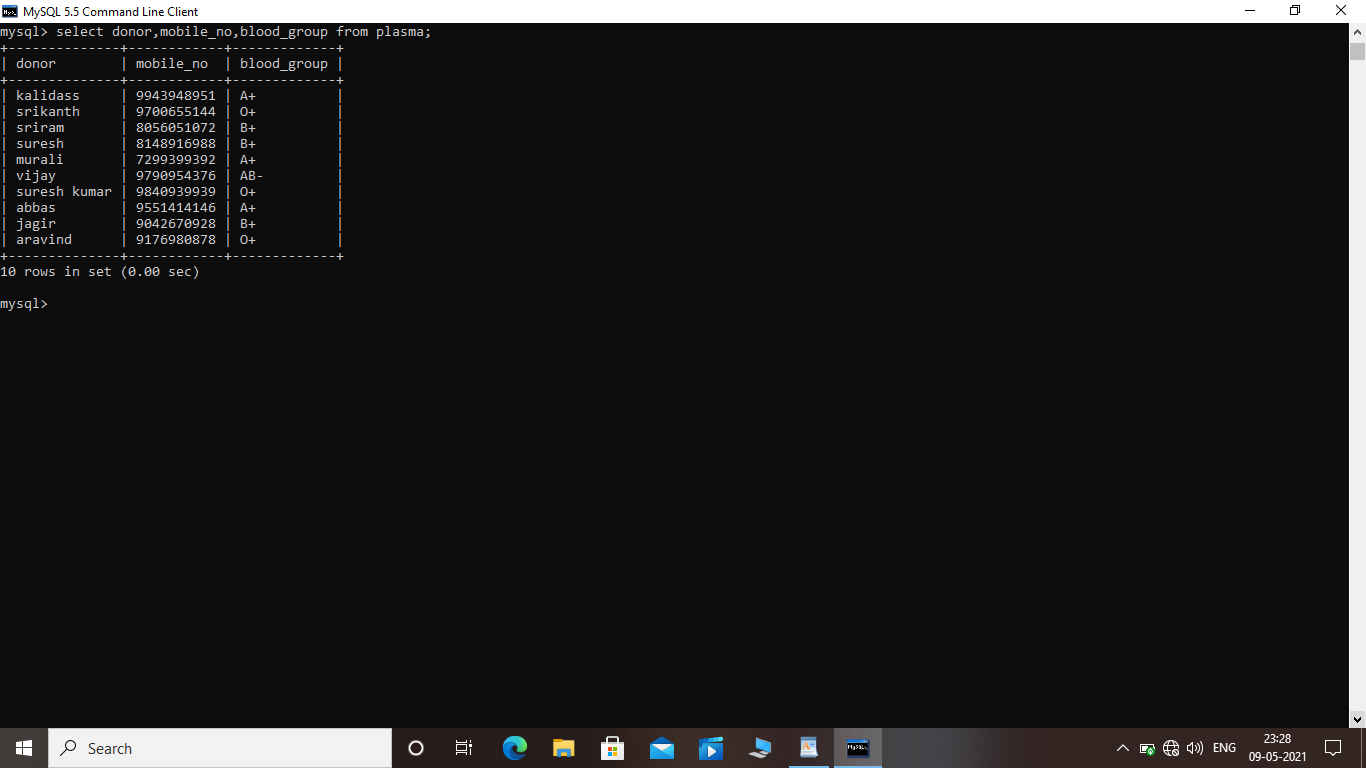 MySQL 5.5 Command Line Client
mysql> select donor,mobile_no,blood_group from plasma;
+--------------+------------+-------------+
| donor        | mobile_no  | blood_group |
+--------------+------------+-------------+
| kalidass     | 9943948951 | A+          |
| srikanth     | 9700655144 | O+          |
| sriram       | 8056051072 | B+          |
| suresh       | 8148916988 | B+          |
| murali       | 7299399392 | A+          |
| vijay        | 9790954376 | AB-         |
| suresh kumar | 9840939939 | O+          |
| abbas        | 9551414146 | A+          |
| jagir        | 9042670928 | B+          |
| aravind      | 9176980878 | O+          |
+--------------+------------+-------------+
10 rows in set (0.00 sec)
mysql>
Search
ENG
23:28
09-05-2021